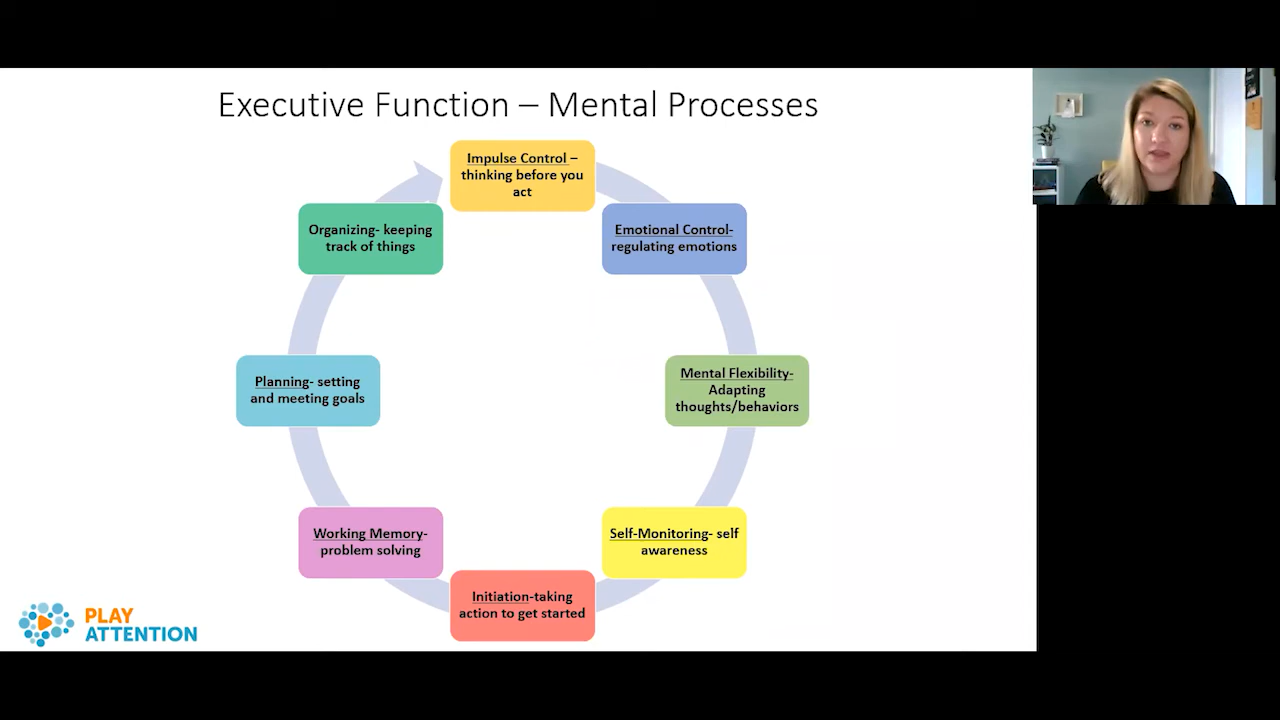 Executive Function – Mental Processes
Impulse Control –
thinking before you
act
Emotional Control-
regulating emotions
Mental Flexibility-
Adapting
thoughts/behaviors
Self-Monitoring- self
awareness
Initiation-taking
action to get started
Working Memory-
problem solving
Planning- setting
and meeting goals
Organizing- keeping
track of things
PLAY
ATTENTION